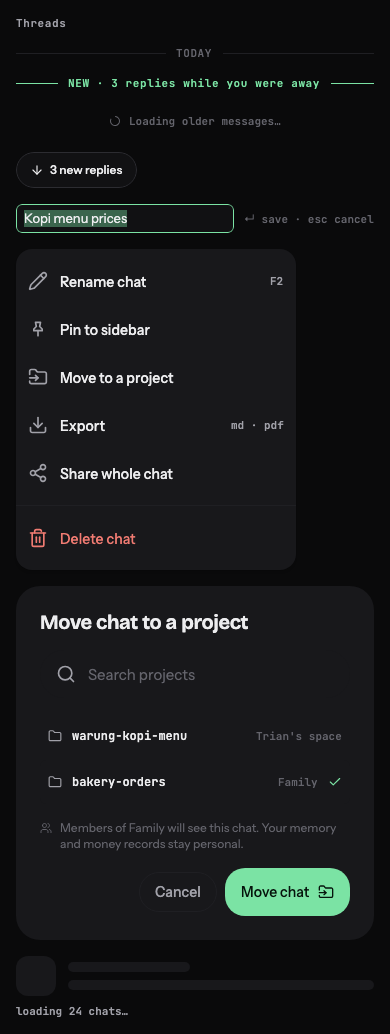 Threads
TODAY
NEW · 3 replies while you were away
Loading older messages…
3 new replies
Kopi menu prices
↵ save · esc cancel
Rename chat F2
Pin to sidebar
Move to a project
Export md · pdf
Share whole chat
Delete chat
Move chat to a project
Search projects
warung-kopi-menu Trian's space
bakery-orders Family
Members of Family will see this chat. Your memory
and money records stay personal.
Cancel Move chat
loading 24 chats…